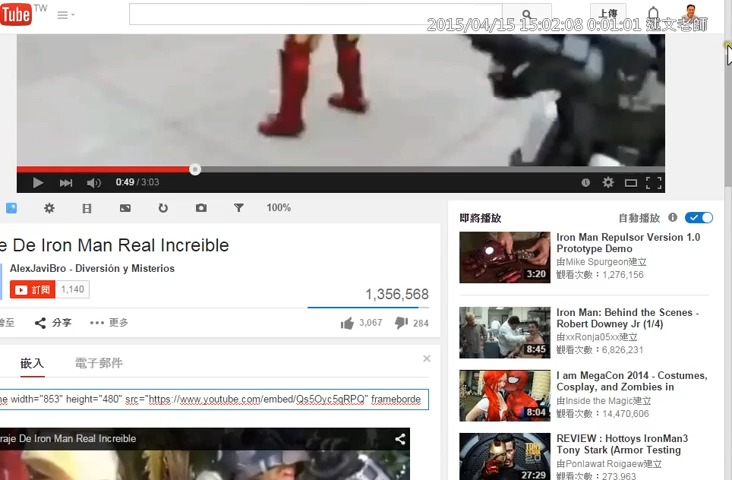 Tube TW
上傳
2015/04/15 15:02:08 0:01:01 老師
0:49 / 3:03
100%
即將播放
自動播放
e De Iron Man Real Increible
AlexJaviBro - Diversión y Misterios
訂閱 1,140
1,356,568
分享
更多
3,067 284
嵌入
電子郵件
ne width="853" height="480" src="https://www.youtube.com/embed/Qs5Oyc5qRPQ" frameborde
raje De Iron Man Real Increible
Iron Man Repulsor Version 1.0
Prototype Demo
由Mike Spurgeon建立
觀看次數：1,276,156
3:20
Iron Man: Behind the Scenes -
Robert Downey Jr (1/4)
由xxRonja05xx建立
觀看次數：6,826,231
8:45
I am MegaCon 2014 - Costumes,
Cosplay, and Zombies in
由Inside the Magic建立
觀看次數：14,470,606
8:04
REVIEW : Hottoys IronMan3
Tony Stark (Armor Testing
由Ponlawat Roigaew建立
觀看次數：273,963
27:29